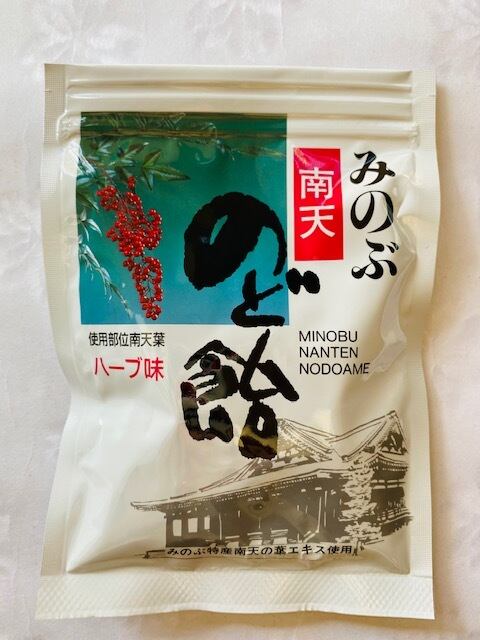 みのぶ
南天
のど飴
MINOBU
NANTEN
NODOAME
使用部位南天葉
ハーブ味
みのぶ特産南天の葉エキス使用